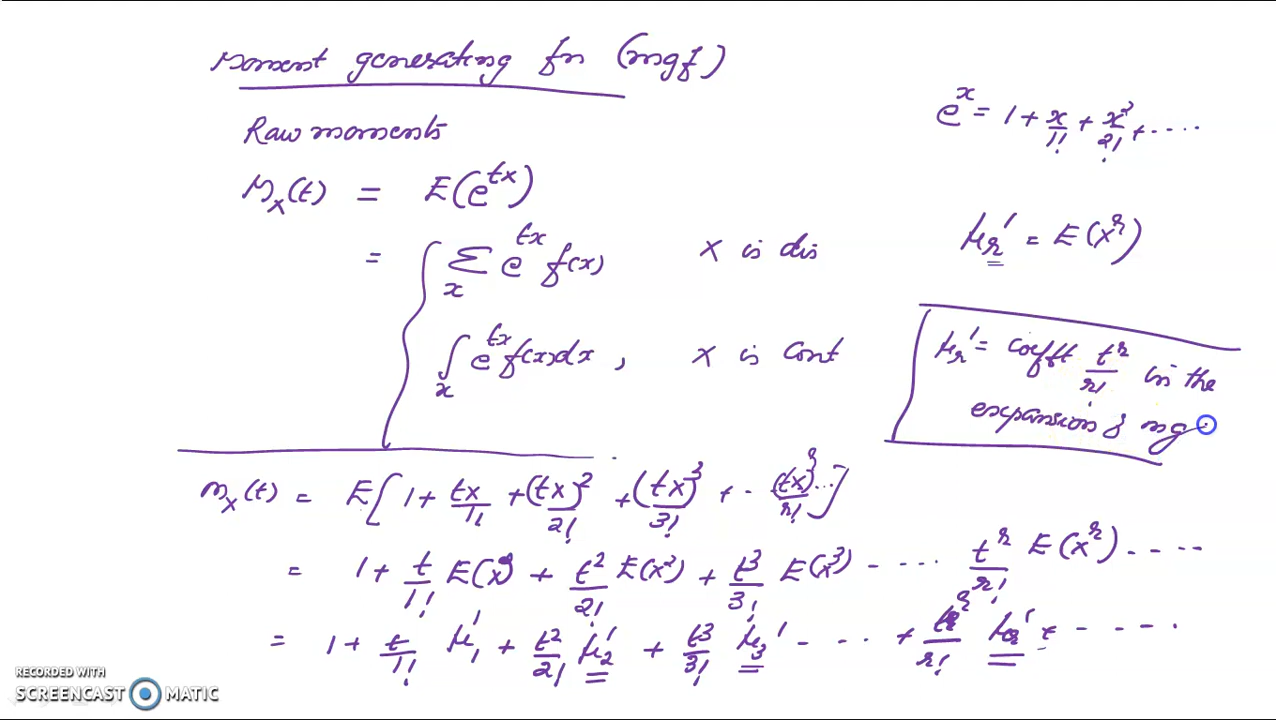 Moment generating fn (mgf)
Raw moments
e^x = 1 + x/1! + x²/2! + ....
M_x(t) = E(e^{tx})
μ_r' = E(x^r)
= { Σ_x e^{tx} f(x)    x is dis
∫_x e^{tx} f(x)dx ,    x is cont
μ_r' = coefft t^r/r! in the
expansion of mg
M_x(t) = E[ 1 + tx/1! + (tx)²/2! + (tx)³/3! + - - (tx)^r/r! ...]
= 1 + t/1! E(x) + t²/2! E(x²) + t³/3! E(x³) - - ... t^r/r! E(x^r) - - - - -
= 1 + t/1! μ_1' + t²/2! μ_2' + t³/3! μ_3' - - - - + t^r/r! μ_r' + - - - - -
RECORDED WITH
SCREENCAST MATIC